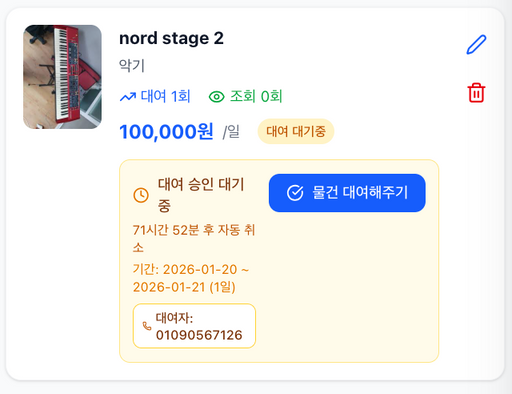 nord stage 2
악기
대여 1회 조회 0회
100,000원 /일 대여 대기중
대여 승인 대기
중
물건 대여해주기
71시간 52분 후 자동 취
소
기간: 2026-01-20 ~
2026-01-21 (1일)
대여자:
01090567126